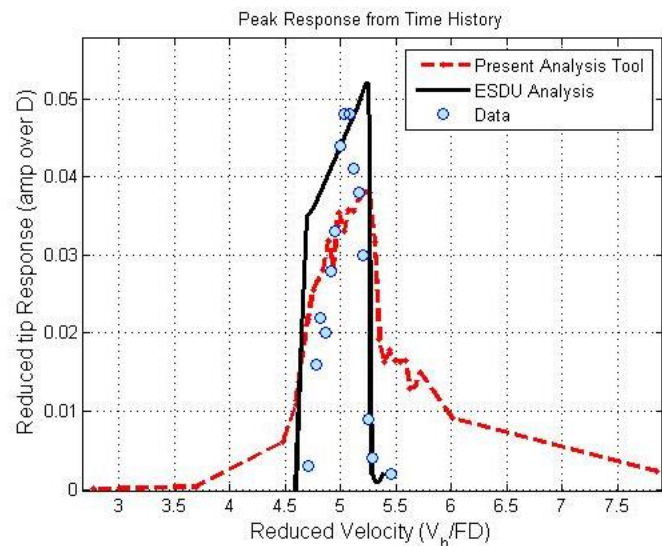 Peak Response from Time History
Present Analysis Tool
ESDU Analysis
Data
Reduced tip Response (amp over D)
0.05
0.04
0.03
0.02
0.01
0
3 3.5 4 4.5 5 5.5 6 6.5 7 7.5
Reduced Velocity (V_h/FD)